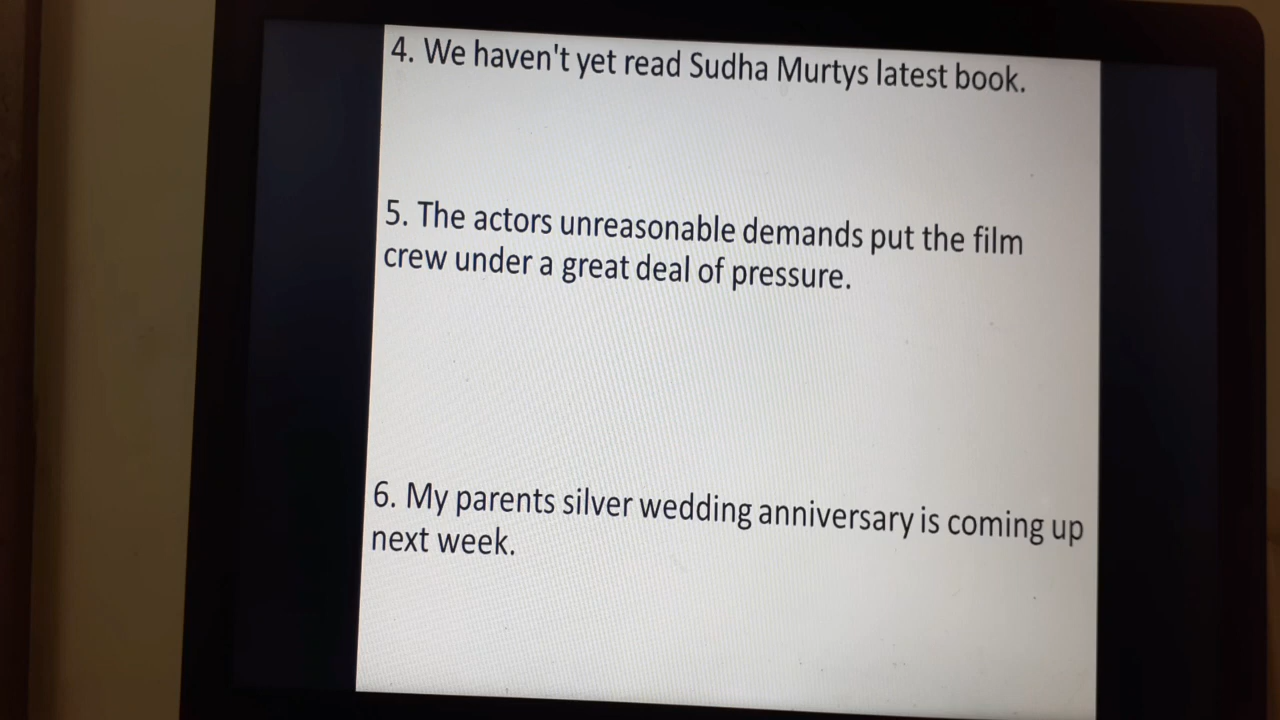 4. We haven't yet read Sudha Murtys latest book.
5. The actors unreasonable demands put the film
crew under a great deal of pressure.
6. My parents silver wedding anniversary is coming up
next week.